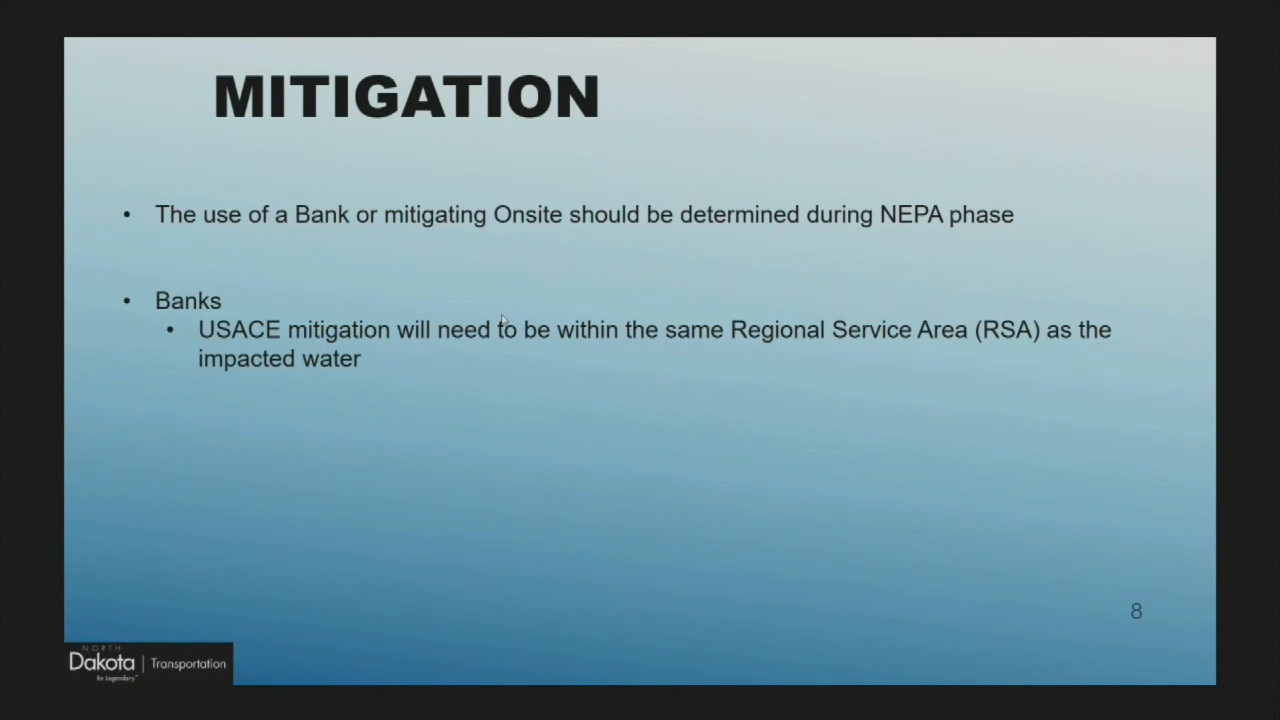 MITIGATION
• The use of a Bank or mitigating Onsite should be determined during NEPA phase
• Banks
• USACE mitigation will need to be within the same Regional Service Area (RSA) as the
impacted water
8
NORTH
Dakota | Transportation
Be Legendary.™